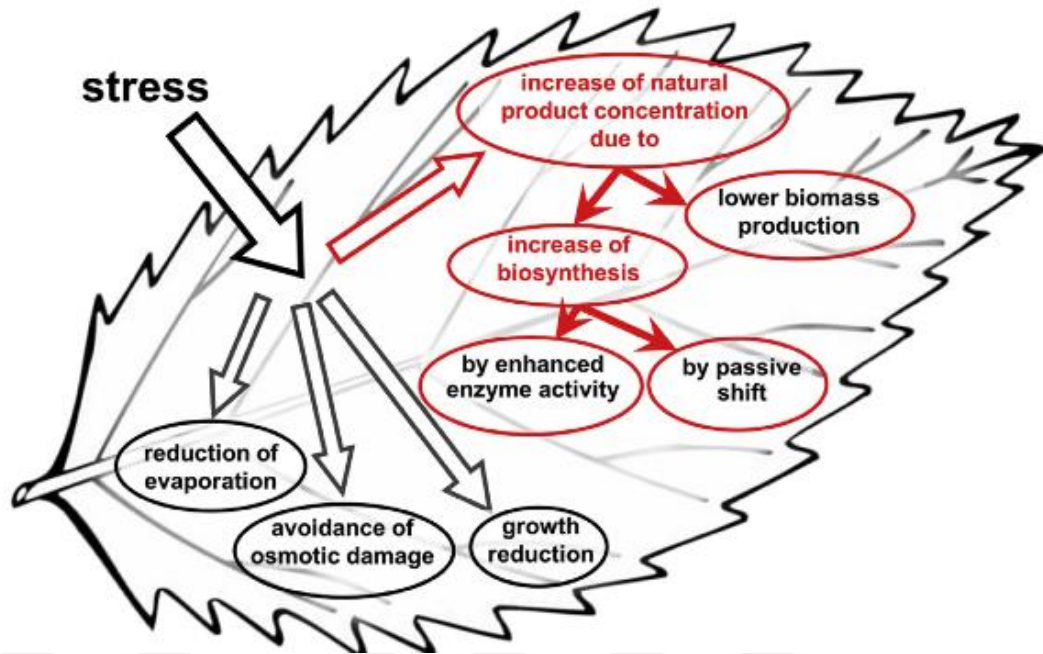 stress
increase of natural
product concentration
due to
lower biomass
production
increase of
biosynthesis
by enhanced
enzyme activity
by passive
shift
reduction of
evaporation
avoidance of
osmotic damage
growth
reduction